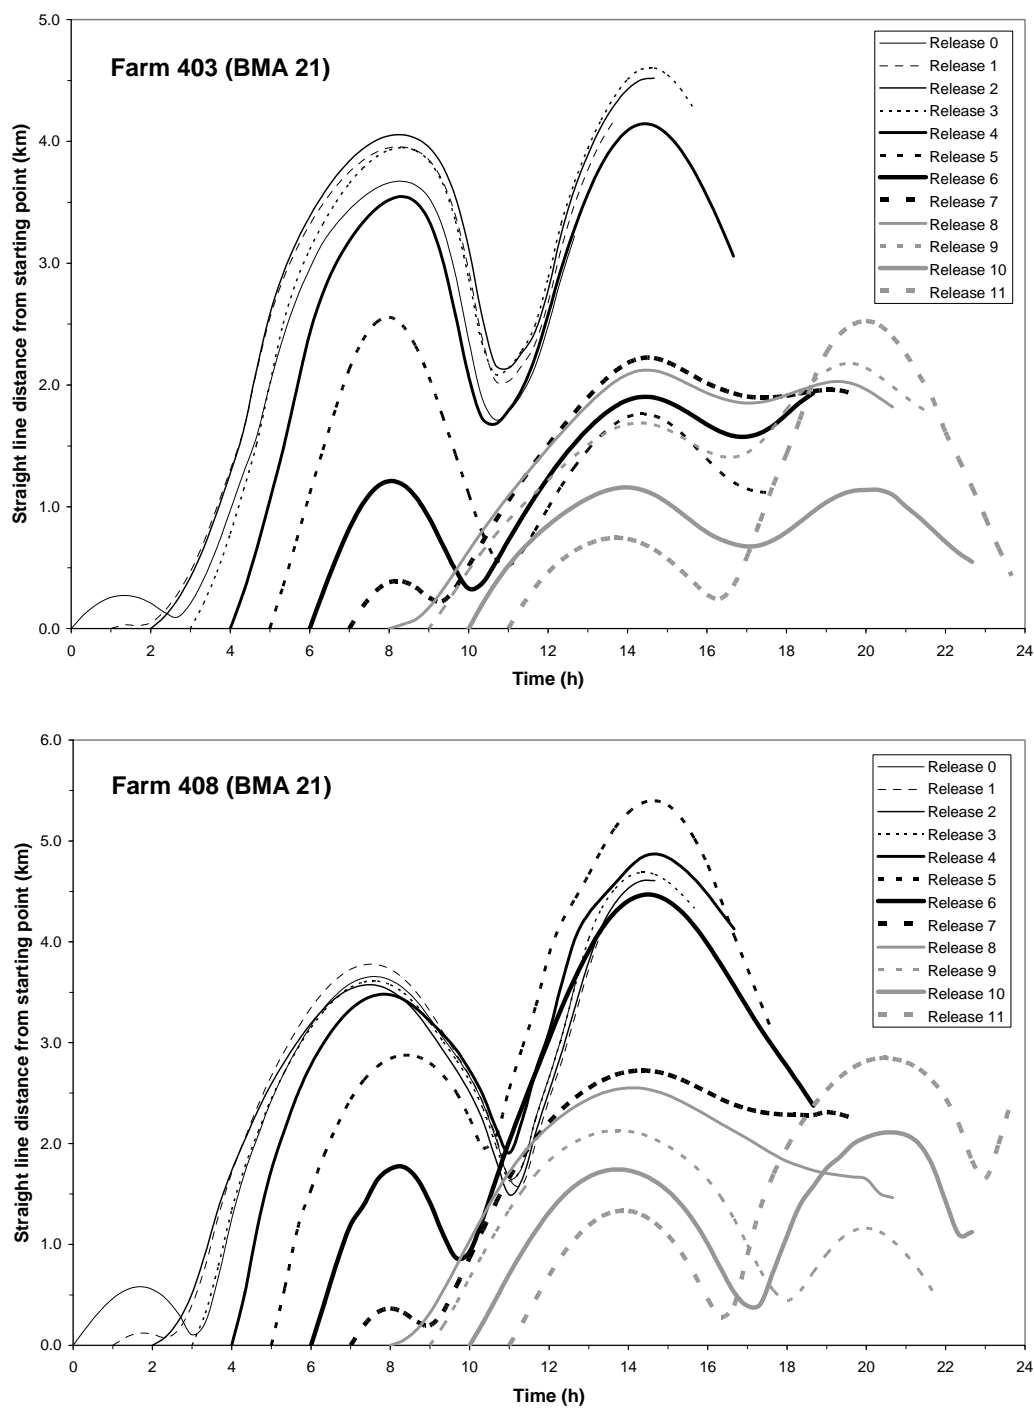 Farm 403 (BMA 21)
Straight line distance from starting point (km)
5.0
4.0
3.0
2.0
1.0
0.0
0 2 4 6 8 10 12 14 16 18 20 22 24
Time (h)
Release 0
Release 1
Release 2
Release 3
Release 4
Release 5
Release 6
Release 7
Release 8
Release 9
Release 10
Release 11
Farm 408 (BMA 21)
Straight line distance from starting point (km)
6.0
5.0
4.0
3.0
2.0
1.0
0.0
0 2 4 6 8 10 12 14 16 18 20 22 24
Time (h)
Release 0
Release 1
Release 2
Release 3
Release 4
Release 5
Release 6
Release 7
Release 8
Release 9
Release 10
Release 11